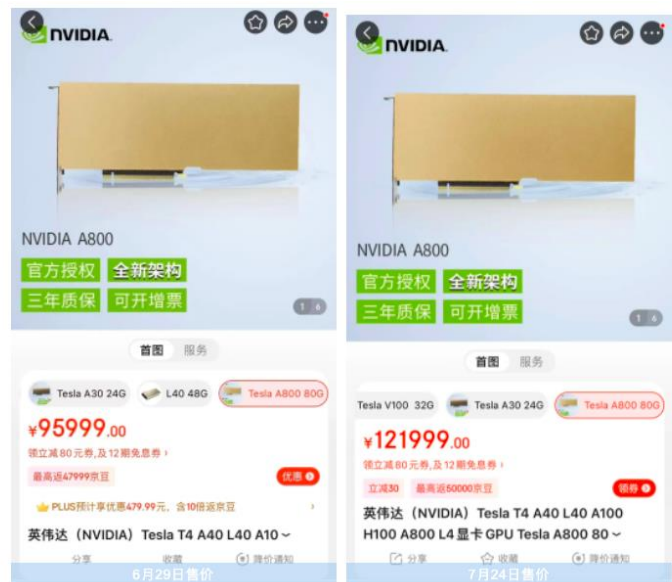 NVIDIA.
NVIDIA A800
官方授权 全新架构
三年质保 可开增票
1 6
首图 服务
Tesla A30 24G L40 48G Tesla A800 80G
¥95999.00
领立减80元券,及12期免息券›
最高返47999京豆 优惠
PLUS预计享优惠479.99元，含10倍返京豆 ›
英伟达（NVIDIA）Tesla T4 A40 L40 A10
分享 收藏 降价通知
6月29日售价
NVIDIA.
NVIDIA A800
官方授权 全新架构
三年质保 可开增票
1 6
首图 服务
Tesla V100 32G Tesla A30 24G Tesla A800 80G
¥121999.00
领立减80元券,及12期免息券›
立减30 最高返60000京豆 领券
英伟达（NVIDIA）Tesla T4 A40 L40 A100
H100 A800 L4显卡GPU Tesla A800 80
分享 收藏 降价通知
7月24日售价